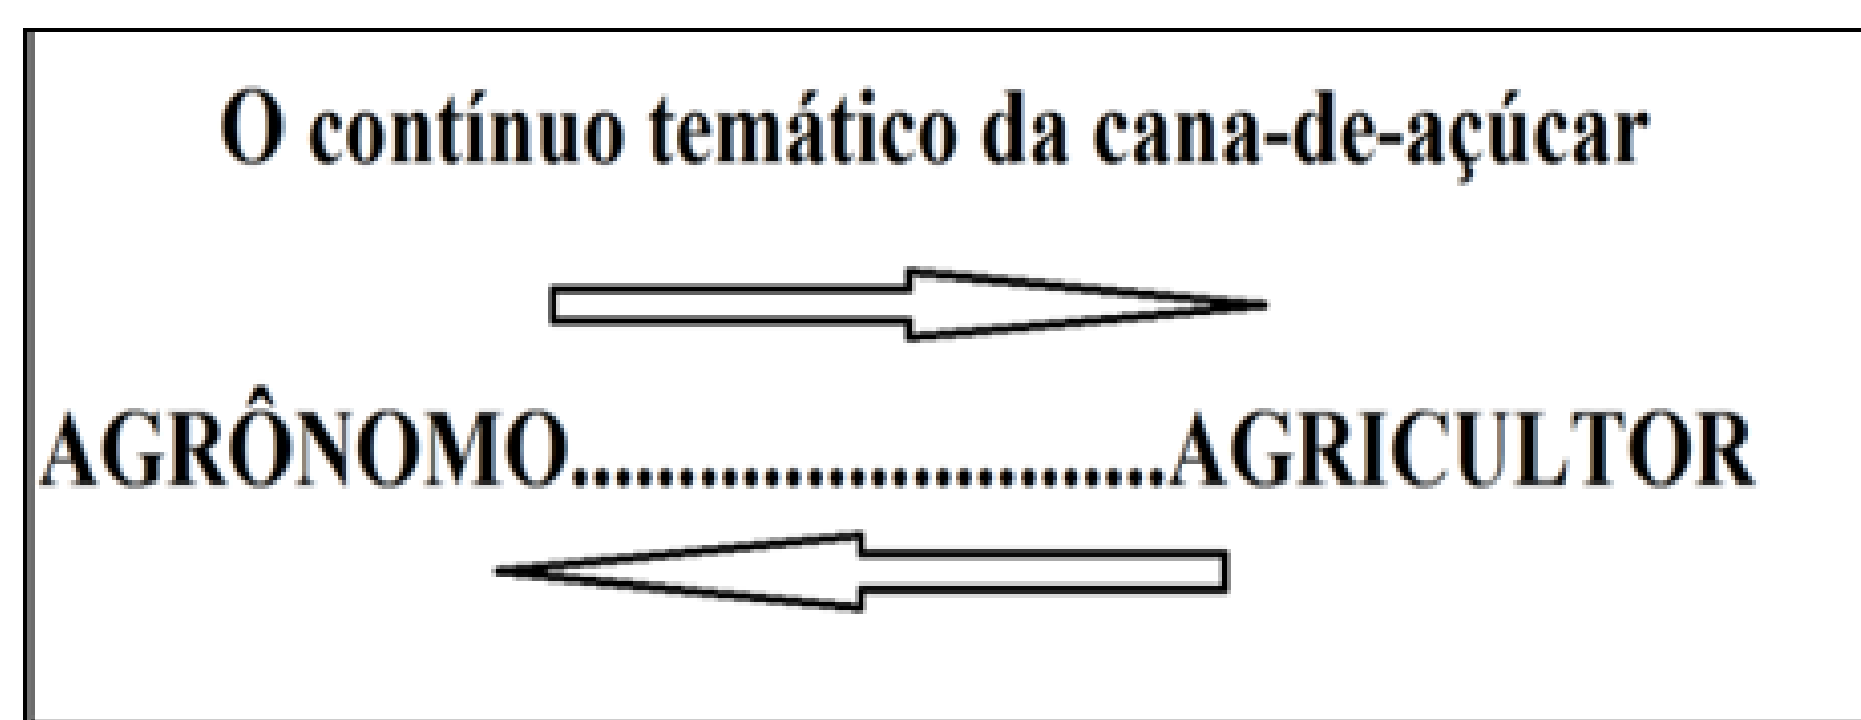 O contínuo temático da cana-de-açúcar
AGRÔNOMO............................AGRICULTOR